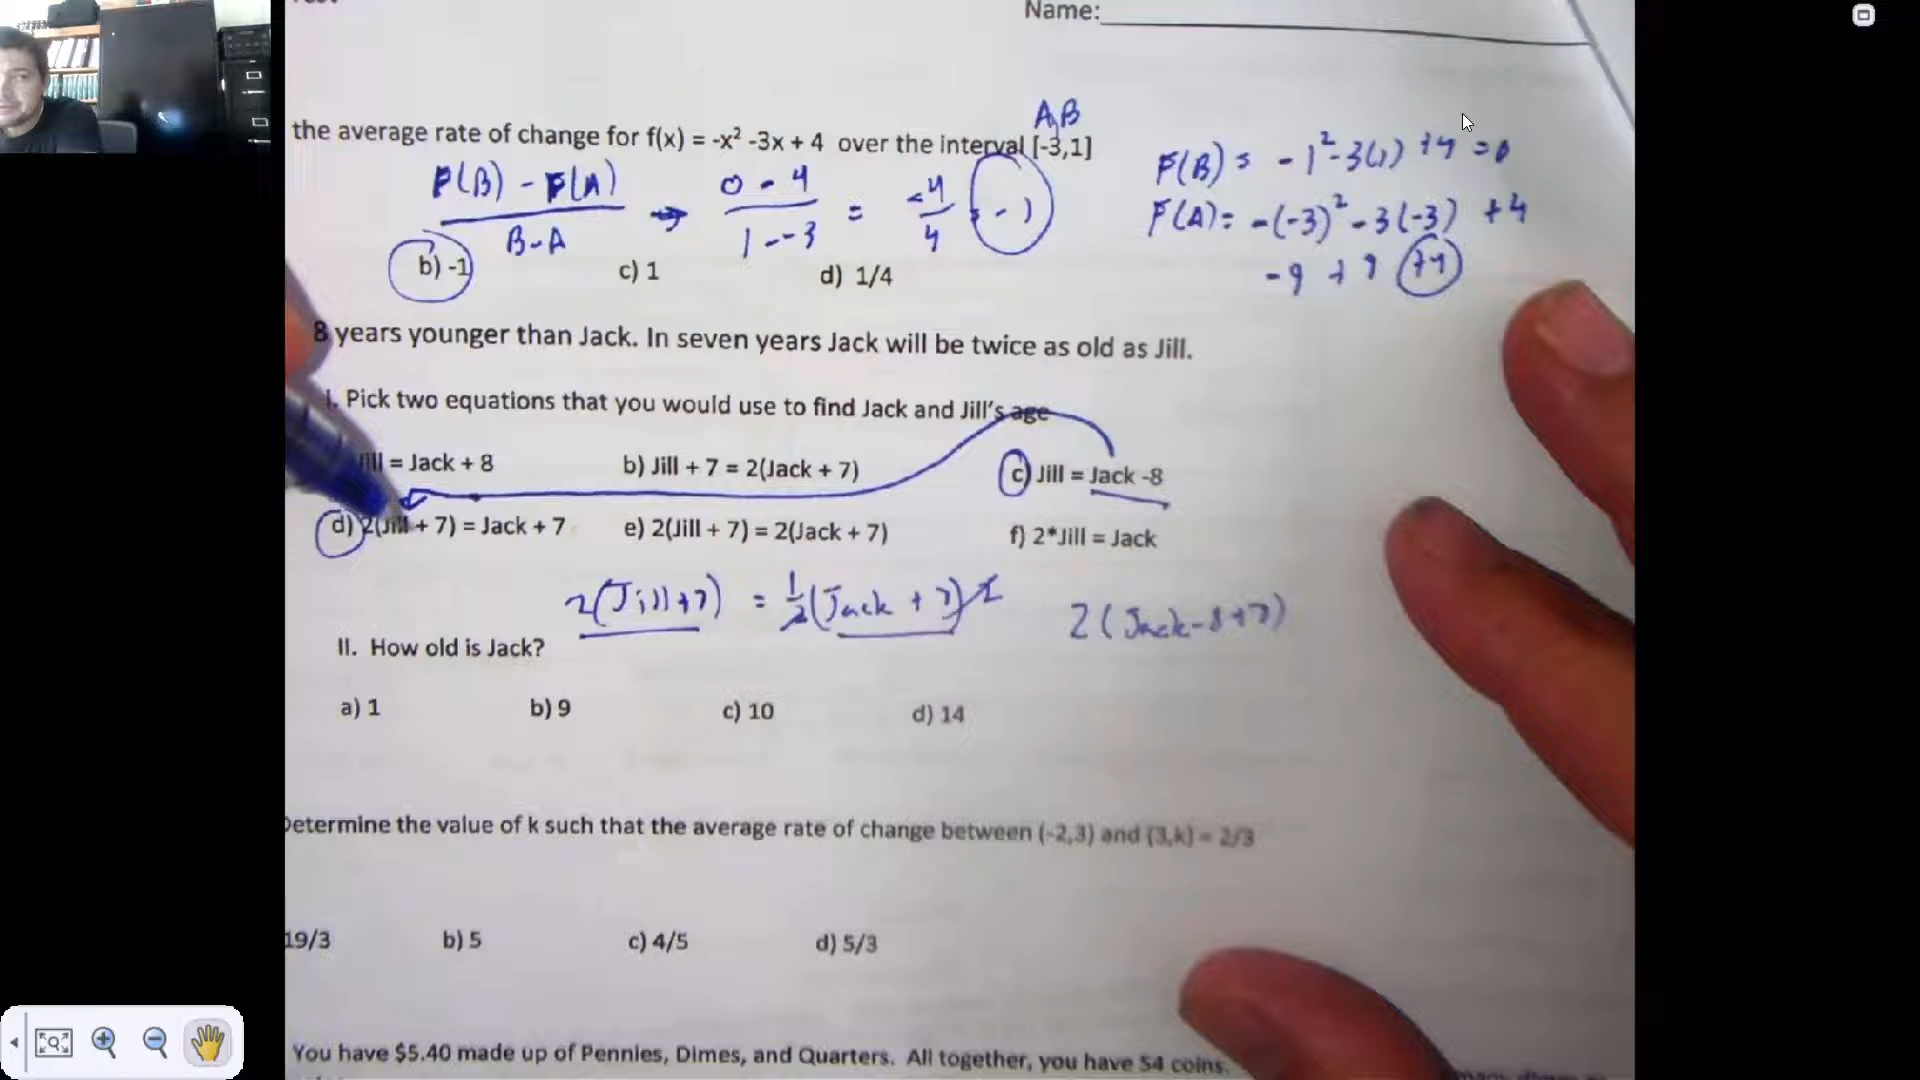 Name:
A,B
the average rate of change for f(x) = -x² -3x + 4 over the interval [-3,1]
F(B) = -1²-3(1) +4 = 0
F(B) - F(A) / B-A → 0 - 4 / 1 - -3 = -4 / 4 = -1
F(A) = -(-3)² -3(-3) +4
b) -1 c) 1 d) 1/4
-9 + 9 +4
8 years younger than Jack. In seven years Jack will be twice as old as Jill.
I. Pick two equations that you would use to find Jack and Jill's age
Jill = Jack + 8 b) Jill + 7 = 2(Jack + 7) c) Jill = Jack -8
d) 2(Jill + 7) = Jack + 7 e) 2(Jill + 7) = 2(Jack + 7) f) 2*Jill = Jack
2(Jill+7) = 1/2(Jack + 7)2 2(Jack-8+7)
II. How old is Jack?
a) 1 b) 9 c) 10 d) 14
Determine the value of k such that the average rate of change between (-2,3) and (3,k) = 2/3
19/3 b) 5 c) 4/5 d) 5/3
You have $5.40 made up of Pennies, Dimes, and Quarters. All together, you have 54 coins.